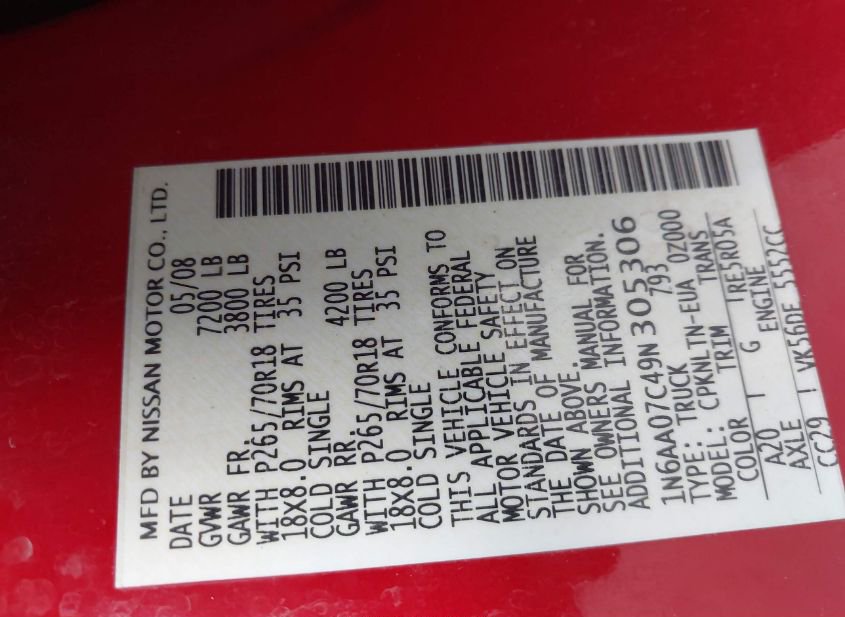 MFD BY NISSAN MOTOR CO., LTD.
DATE 05/08
GVWR 7200 LB
GAWR FR. 3800 LB
WITH P265/70R18 TIRES
18X8.0 RIMS AT 35 PSI
COLD SINGLE
GAWR RR. 4200 LB
WITH P265/70R18 TIRES
18X8.0 RIMS AT 35 PSI
COLD SINGLE
THIS VEHICLE CONFORMS TO
ALL APPLICABLE FEDERAL
MOTOR VEHICLE SAFETY
STANDARDS IN EFFECT ON
THE DATE OF MANUFACTURE
SHOWN ABOVE.
SEE OWNERS MANUAL FOR
ADDITIONAL INFORMATION.
1N6AA07C49N305306
TYPE: TRUCK 793
MODEL: CPKNLTN-EUA 0Z000
COLOR TRIM TRANS
A20 G RE5R05A
AXLE ENGINE
CC29 VK56DE 5552CC